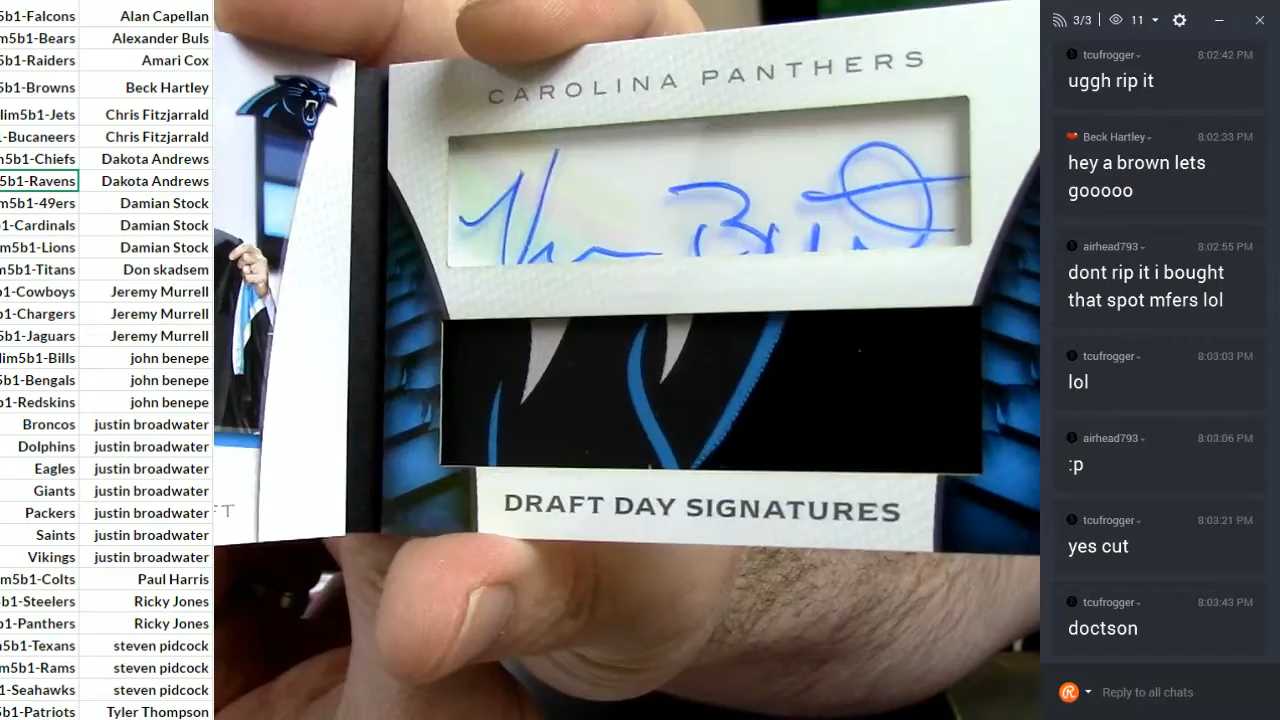 5b1-Falcons Alan Capellan
m5b1-Bears Alexander Buls
5b1-Raiders Amari Cox
5b1-Browns Beck Hartley
lim5b1-Jets Chris Fitzjarrald
1-Bucaneers Chris Fitzjarrald
m5b1-Chiefs Dakota Andrews
5b1-Ravens Dakota Andrews
m5b1-49ers Damian Stock
1-Cardinals Damian Stock
m5b1-Lions Damian Stock
m5b1-Titans Don skadsem
1-Cowboys Jeremy Murrell
1-Chargers Jeremy Murrell
1-Jaguars Jeremy Murrell
lim5b1-Bills john benepe
5b1-Bengals john benepe
1-Redskins john benepe
Broncos justin broadwater
Dolphins justin broadwater
Eagles justin broadwater
Giants justin broadwater
Packers justin broadwater
Saints justin broadwater
Vikings justin broadwater
m5b1-Colts Paul Harris
b1-Steelers Ricky Jones
b1-Panthers Ricky Jones
m5b1-Texans steven pidcock
m5b1-Rams steven pidcock
1-Seahawks steven pidcock
1-Patriots Tyler Thompson
CAROLINA PANTHERS
DRAFT DAY SIGNATURES
FT
3/3 11
tcufrogger 8:02:42 PM
uggh rip it
Beck Hartley 8:02:33 PM
hey a brown lets
gooooo
airhead793 8:02:55 PM
dont rip it i bought
that spot mfers lol
tcufrogger 8:03:03 PM
lol
airhead793 8:03:06 PM
:p
tcufrogger 8:03:21 PM
yes cut
tcufrogger 8:03:43 PM
doctson
Reply to all chats